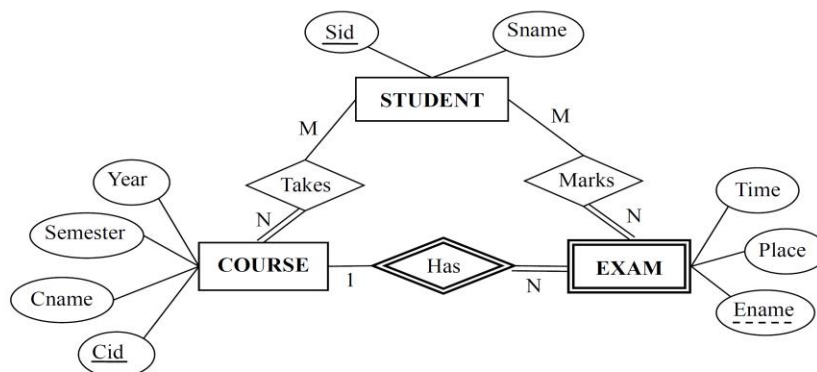 Sid
Sname
STUDENT
M
M
Takes
Marks
N
N
Year
Semester
Cname
Cid
COURSE
1
Has
N
EXAM
Time
Place
Ename